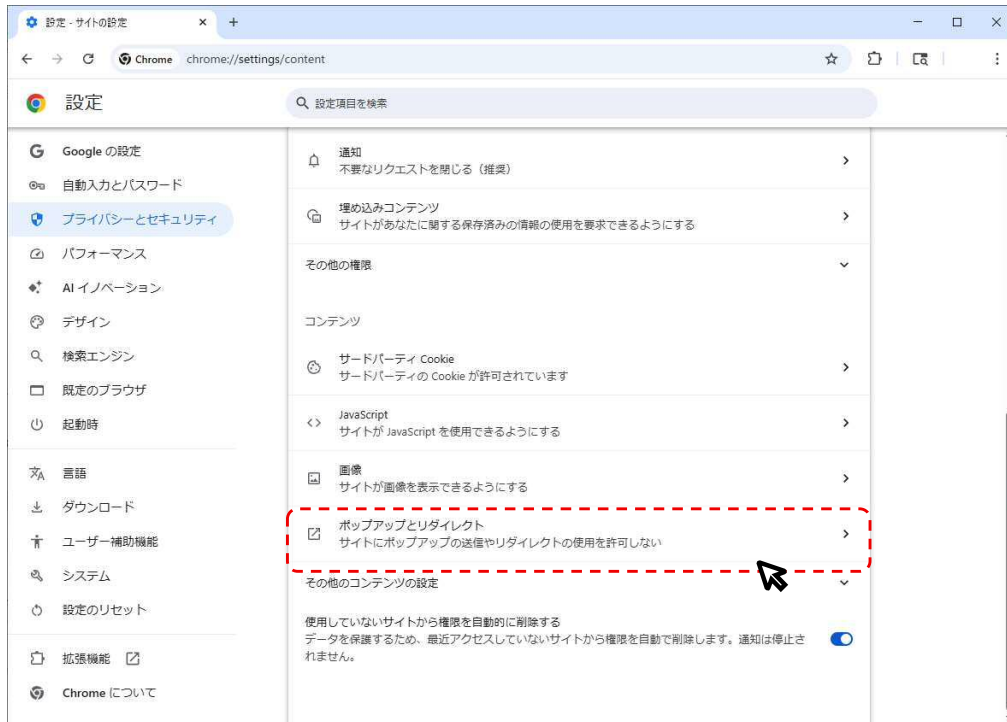 設定 - サイトの設定
Chrome chrome://settings/content
設定
設定項目を検索
Google の設定
自動入力とパスワード
プライバシーとセキュリティ
パフォーマンス
AI イノベーション
デザイン
検索エンジン
既定のブラウザ
起動時
言語
ダウンロード
ユーザー補助機能
システム
設定のリセット
拡張機能
Chrome について
通知
不要なリクエストを閉じる（推奨）
埋め込みコンテンツ
サイトがあなたに関する保存済みの情報の使用を要求できるようにする
その他の権限
コンテンツ
サードパーティ Cookie
サードパーティの Cookie が許可されています
JavaScript
サイトが JavaScript を使用できるようにする
画像
サイトが画像を表示できるようにする
ポップアップとリダイレクト
サイトにポップアップの送信やリダイレクトの使用を許可しない
その他のコンテンツの設定
使用していないサイトから権限を自動的に削除する
データを保護するため、最近アクセスしていないサイトから権限を自動で削除します。通知は停止さ
れません。